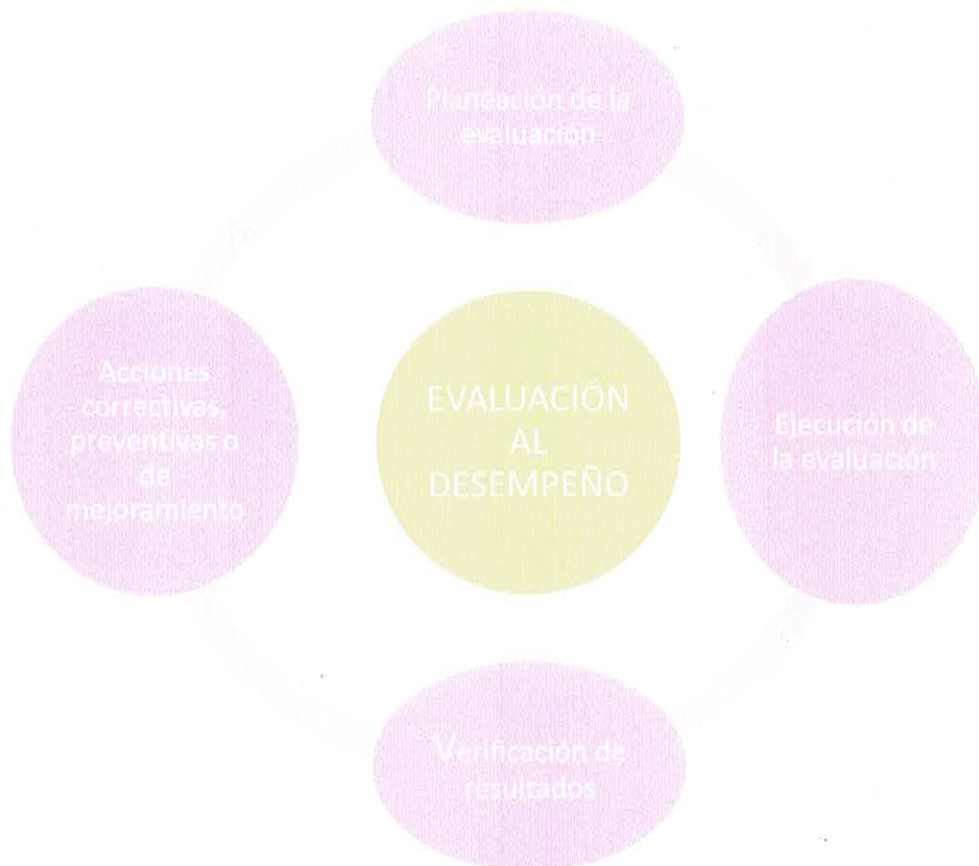 Planeación de la
evaluación
Acciones
correctivas,
preventivas o
de
mejoramiento
EVALUACIÓN
AL
DESEMPEÑO
Ejecución de
la evaluación
Verificación de
resultados